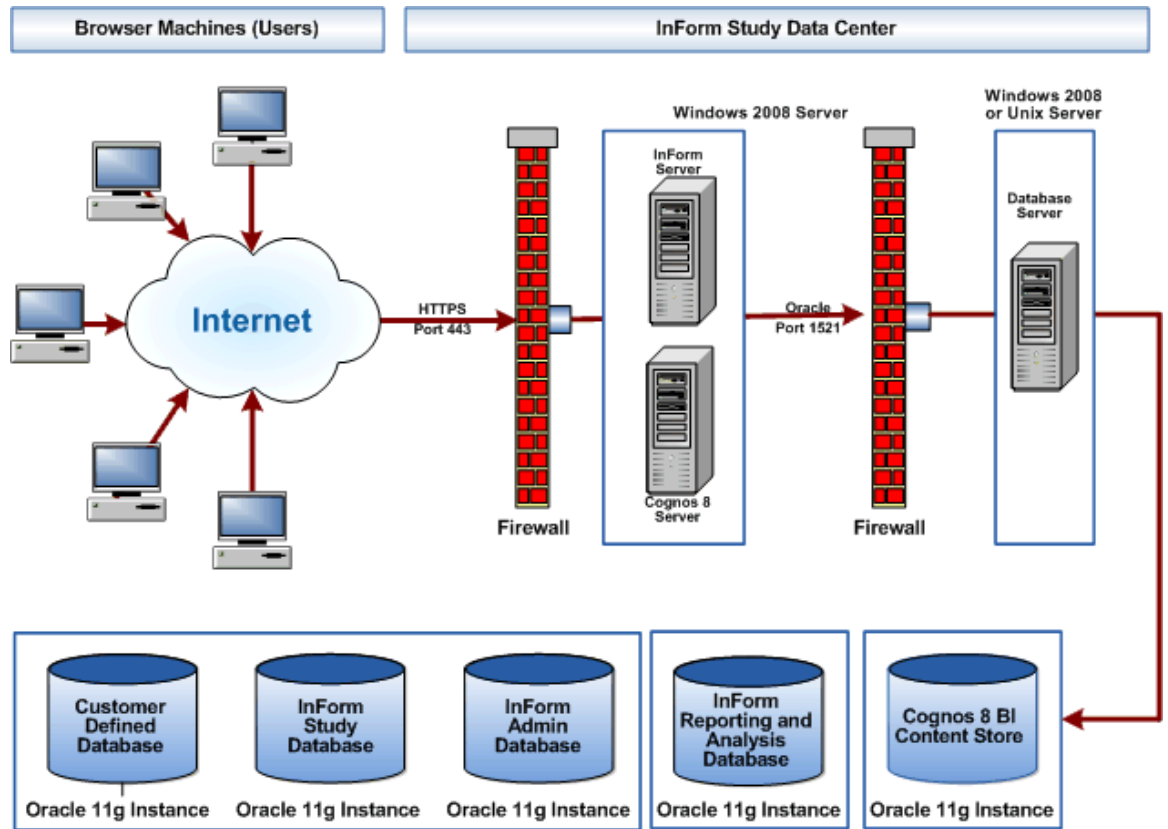 Browser Machines (Users)
InForm Study Data Center
Windows 2008 Server
Windows 2008
or Unix Server
InForm
Server
Database
Server
Internet
HTTPS
Port 443
Oracle
Port 1521
Cognos 8
Server
Firewall
Firewall
Customer
Defined
Database
InForm
Study
Database
InForm
Admin
Database
InForm
Reporting and
Analysis
Database
Cognos 8 BI
Content Store
Oracle 11g Instance
Oracle 11g Instance
Oracle 11g Instance
Oracle 11g Instance
Oracle 11g Instance